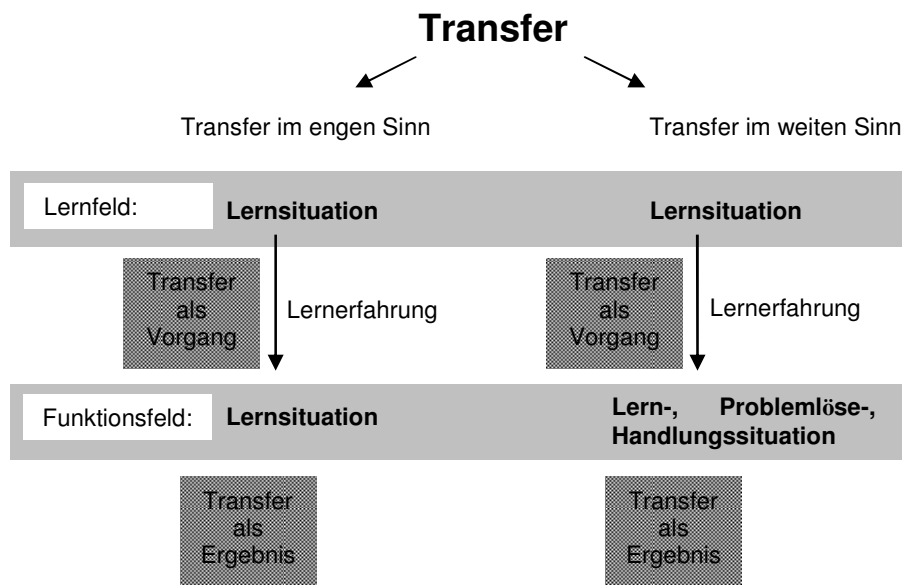 Transfer
Transfer im engen Sinn
Transfer im weiten Sinn
Lernfeld:
Lernsituation
Lernsituation
Transfer
als
Vorgang
Lernerfahrung
Transfer
als
Vorgang
Lernerfahrung
Funktionsfeld:
Lernsituation
Lern-, Problemlöse-,
Handlungssituation
Transfer
als
Ergebnis
Transfer
als
Ergebnis